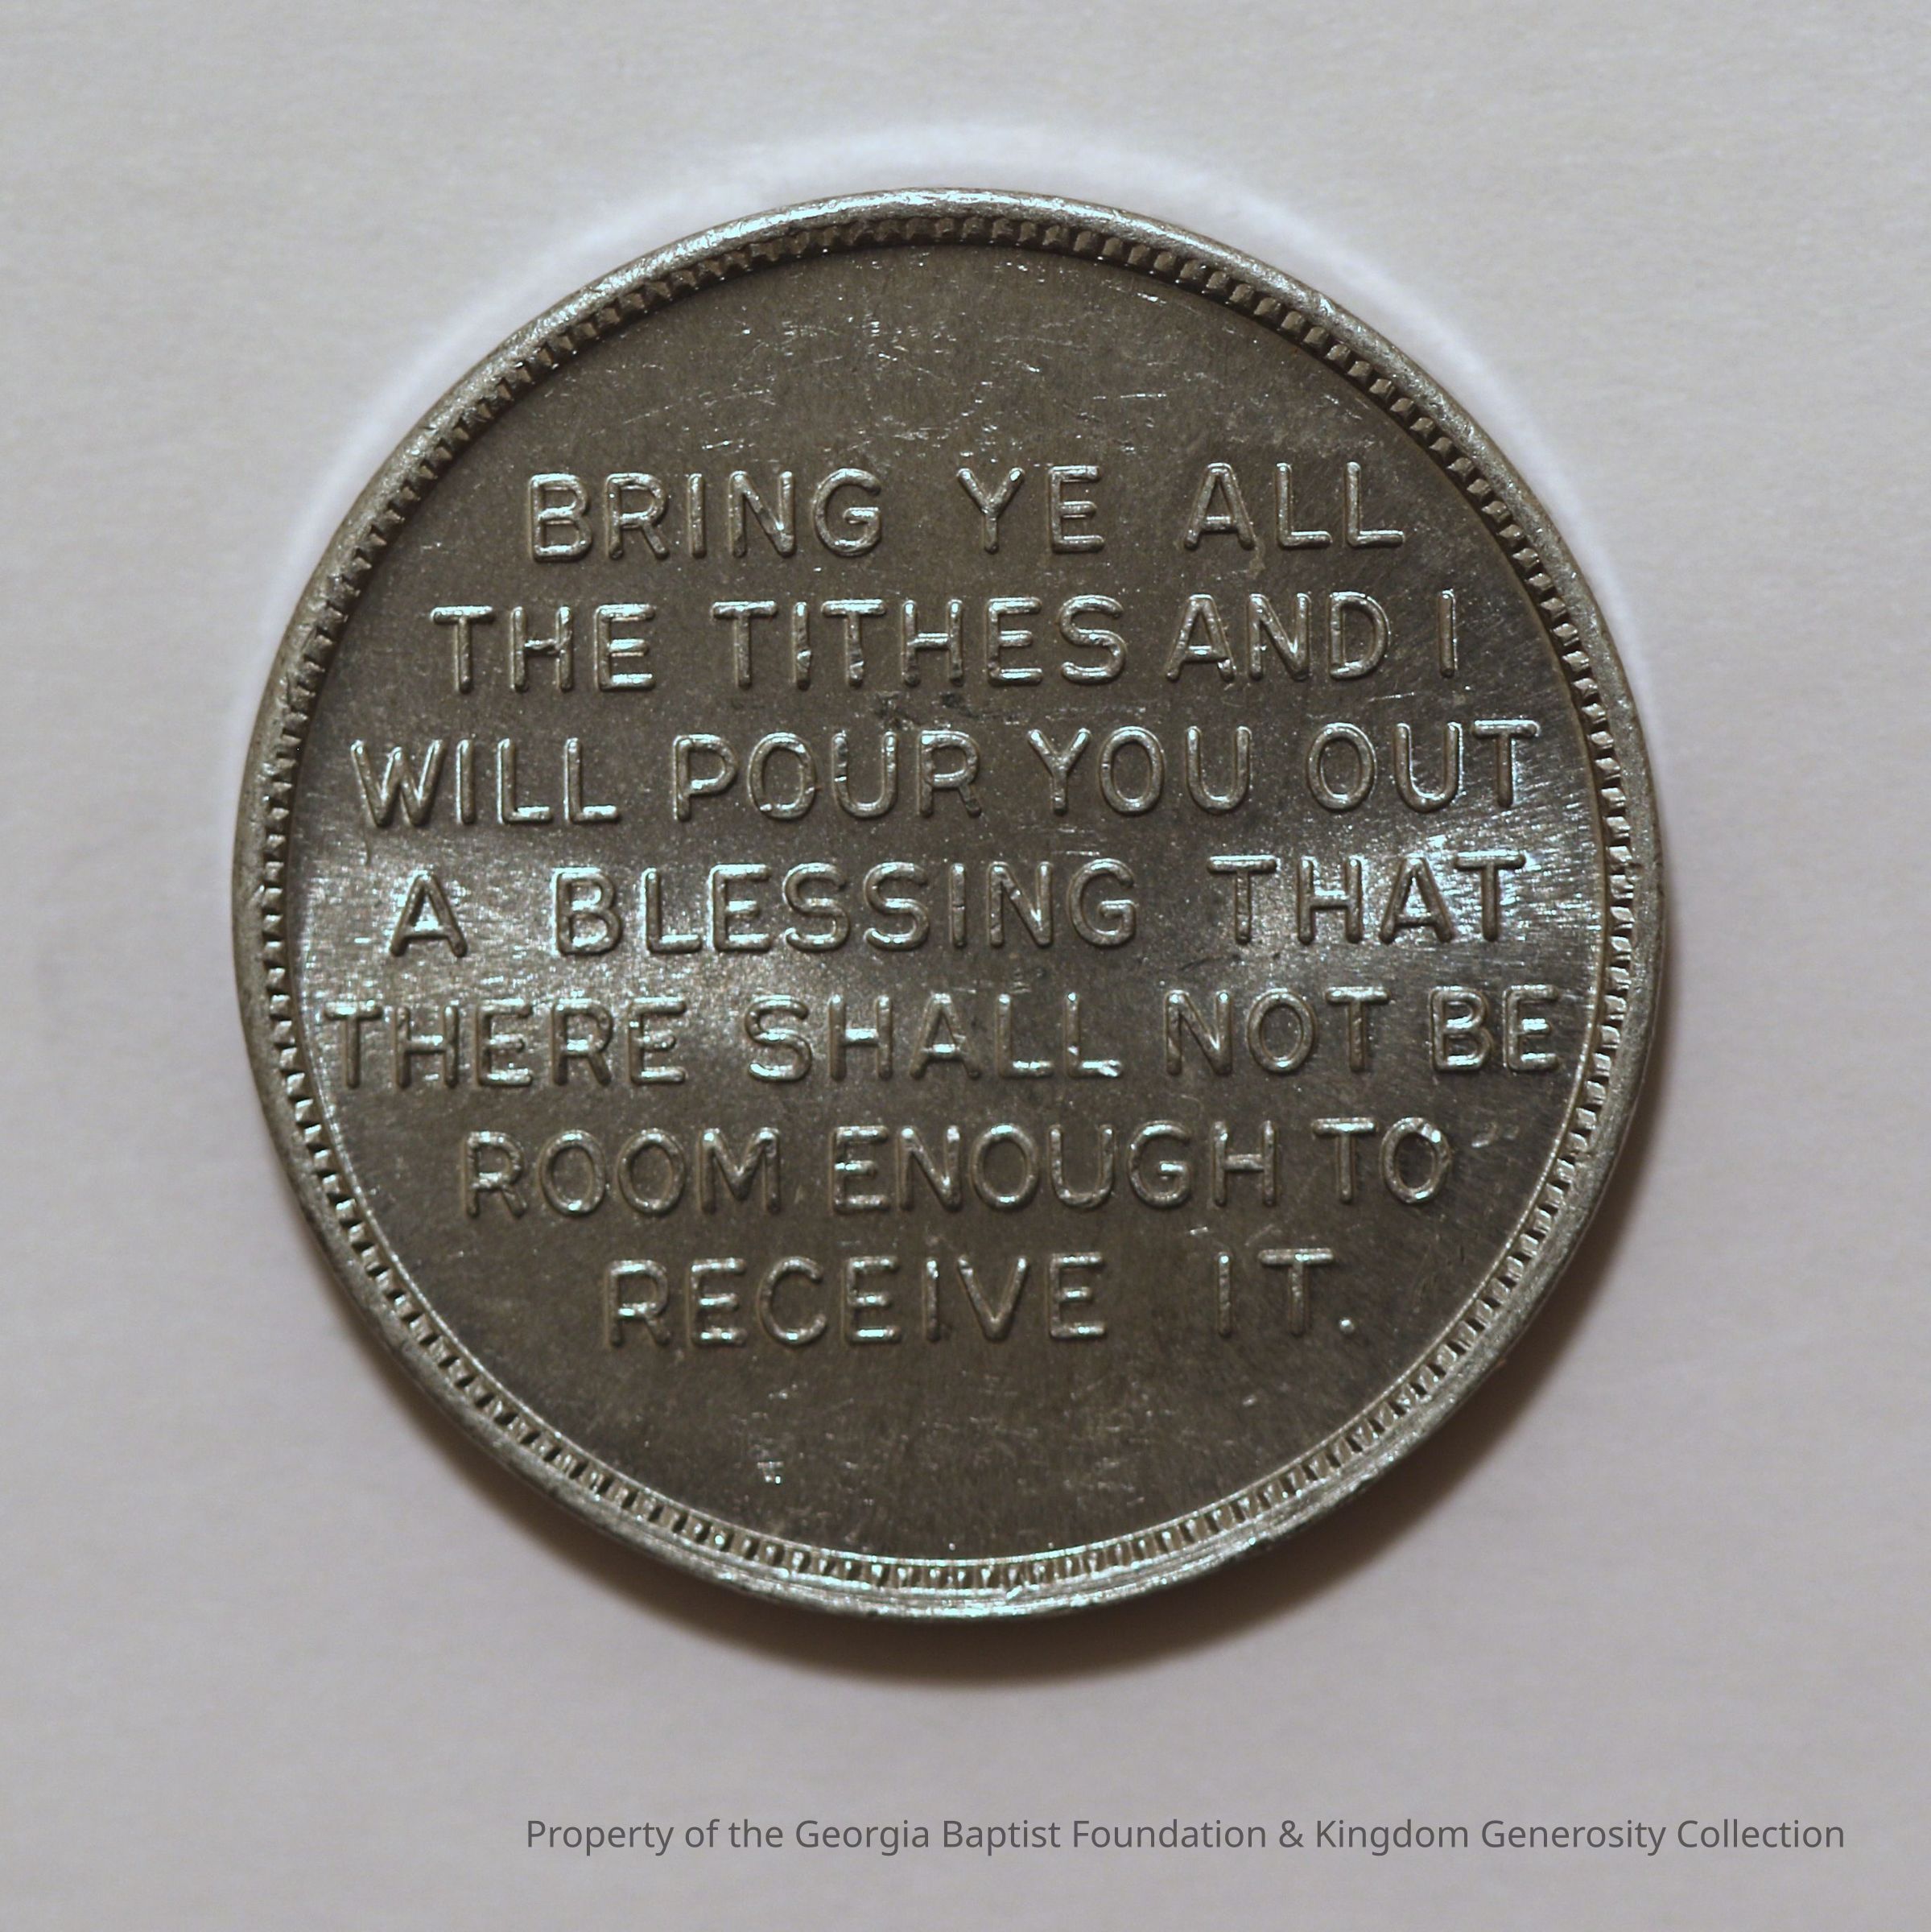 BRING YE ALL
THE TITHES AND I
WILL POUR YOU OUT
A BLESSING THAT
THERE SHALL NOT BE
ROOM ENOUGH TO
RECEIVE IT.
Property of the Georgia Baptist Foundation & Kingdom Generosity Collection